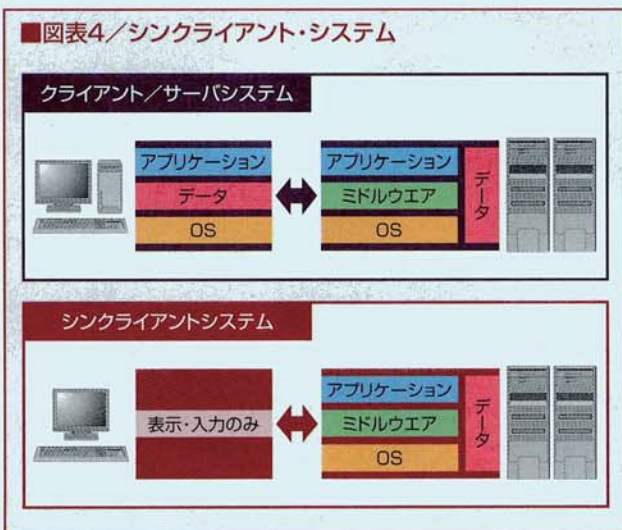 ■図表4/シンクライアント・システム
クライアント/サーバシステム
アプリケーション
データ
OS
アプリケーション
ミドルウエア
OS
データ
シンクライアントシステム
表示・入力のみ
アプリケーション
ミドルウエア
OS
データ